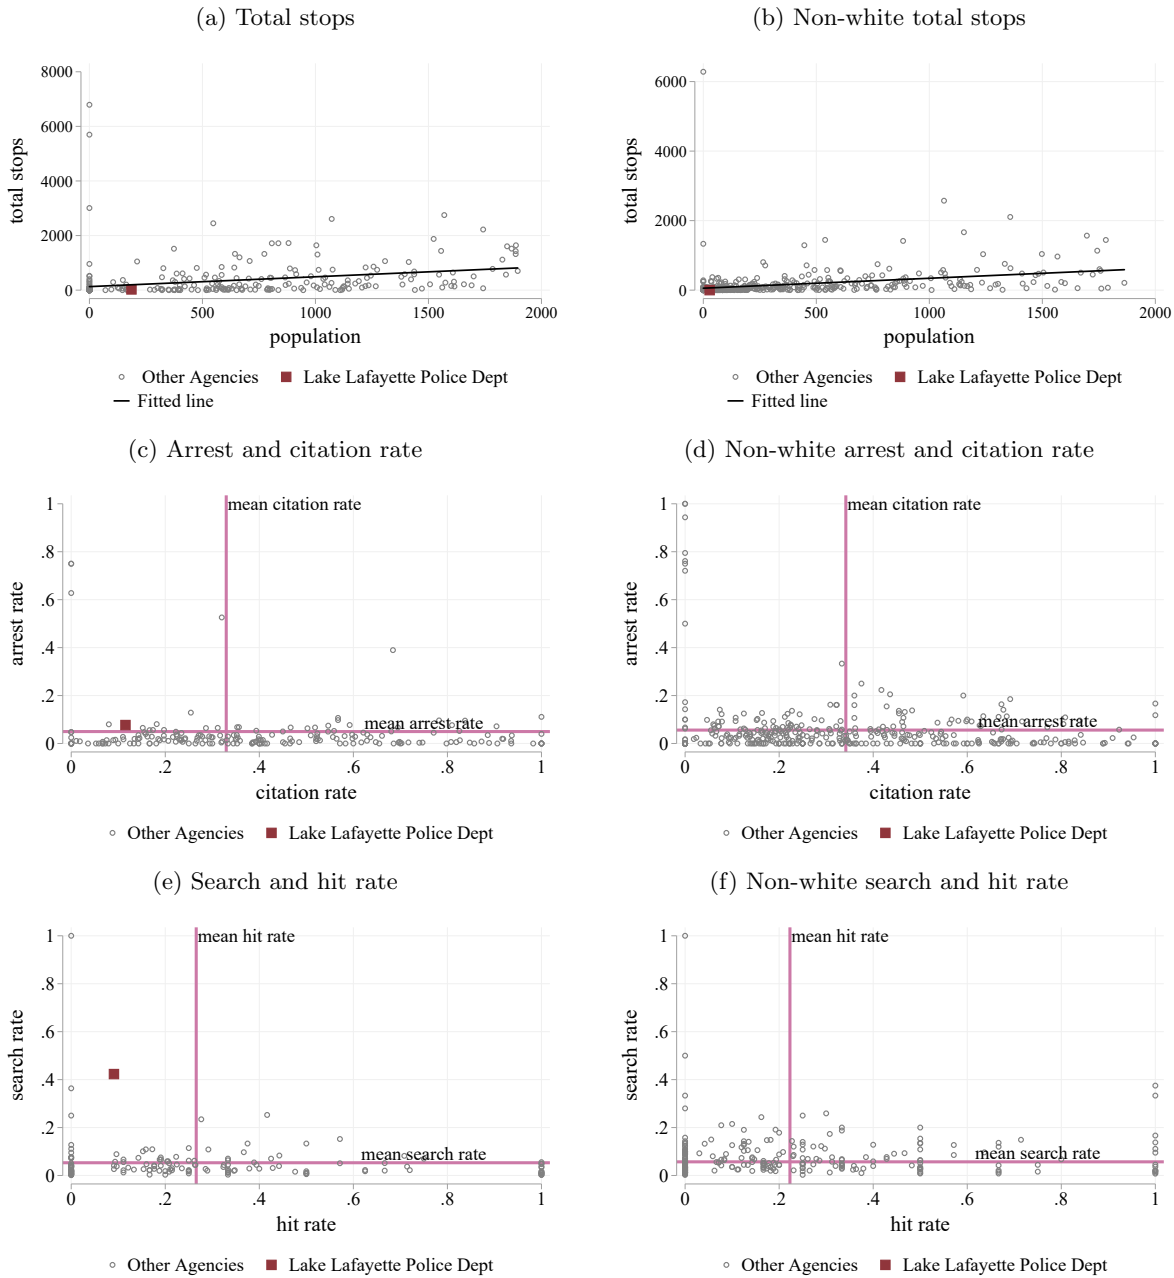 (a) Total stops
(b) Non-white total stops
8000
6000
4000
2000
0
total stops
0 500 1000 1500 2000
population
Other Agencies Lake Lafayette Police Dept
Fitted line
6000
4000
2000
0
total stops
0 500 1000 1500 2000
population
Other Agencies Lake Lafayette Police Dept
Fitted line
(c) Arrest and citation rate
(d) Non-white arrest and citation rate
1
.8
.6
.4
.2
0
arrest rate
mean citation rate
mean arrest rate
0 .2 .4 .6 .8 1
citation rate
Other Agencies Lake Lafayette Police Dept
1
.8
.6
.4
.2
0
arrest rate
mean citation rate
mean arrest rate
0 .2 .4 .6 .8 1
citation rate
Other Agencies Lake Lafayette Police Dept
(e) Search and hit rate
(f) Non-white search and hit rate
1
.8
.6
.4
.2
0
search rate
mean hit rate
mean search rate
0 .2 .4 .6 .8 1
hit rate
Other Agencies Lake Lafayette Police Dept
1
.8
.6
.4
.2
0
search rate
mean hit rate
mean search rate
0 .2 .4 .6 .8 1
hit rate
Other Agencies Lake Lafayette Police Dept